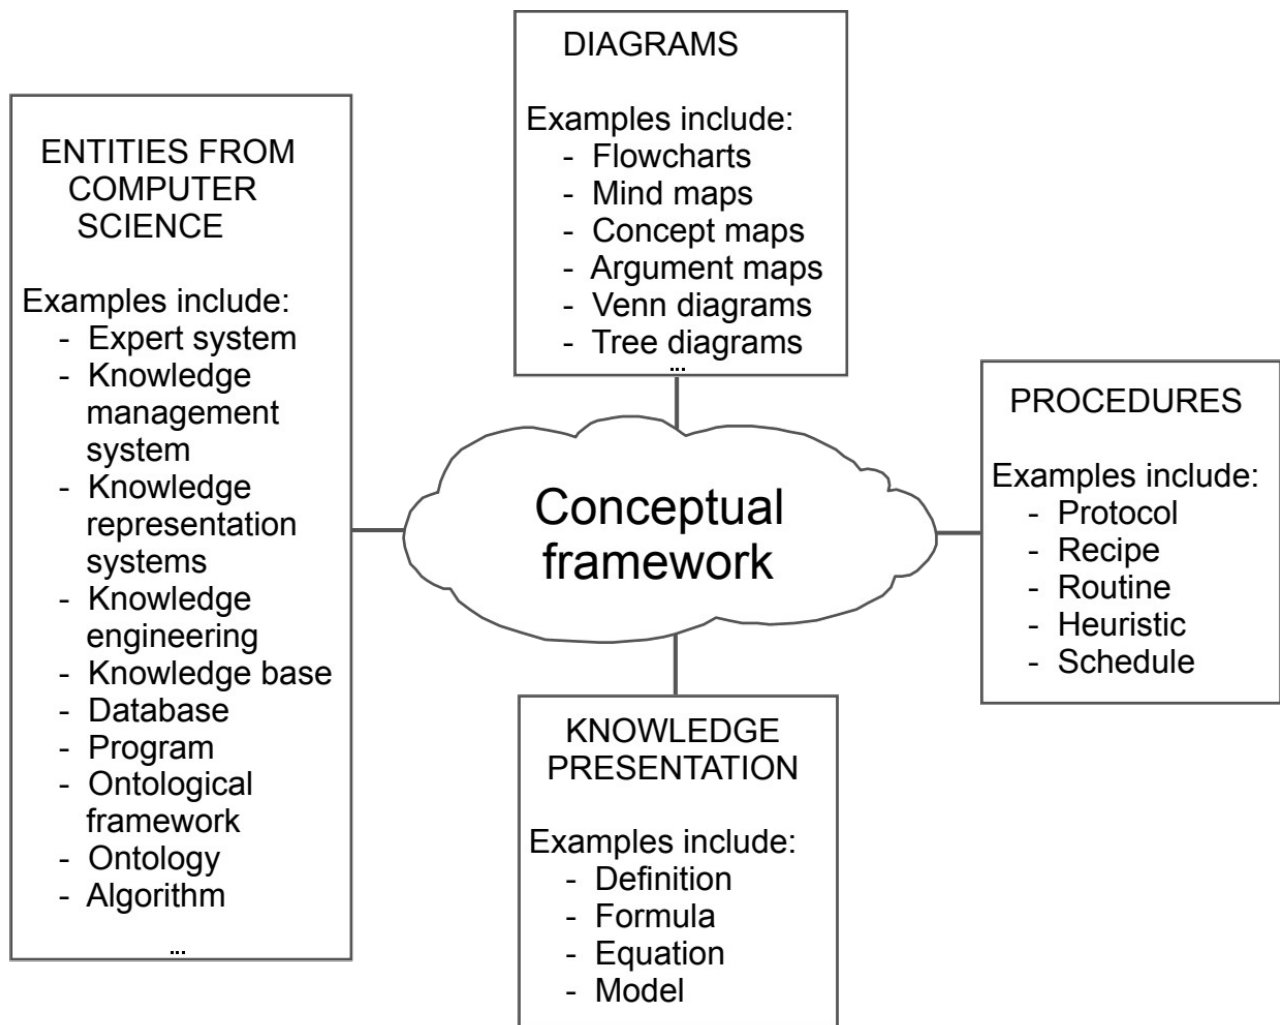 DIAGRAMS
Examples include:
- Flowcharts
- Mind maps
- Concept maps
- Argument maps
- Venn diagrams
- Tree diagrams
...
ENTITIES FROM
COMPUTER
SCIENCE
Examples include:
- Expert system
- Knowledge
management
system
- Knowledge
representation
systems
- Knowledge
engineering
- Knowledge base
- Database
- Program
- Ontological
framework
- Ontology
- Algorithm
...
Conceptual
framework
PROCEDURES
Examples include:
- Protocol
- Recipe
- Routine
- Heuristic
- Schedule
KNOWLEDGE
PRESENTATION
Examples include:
- Definition
- Formula
- Equation
- Model